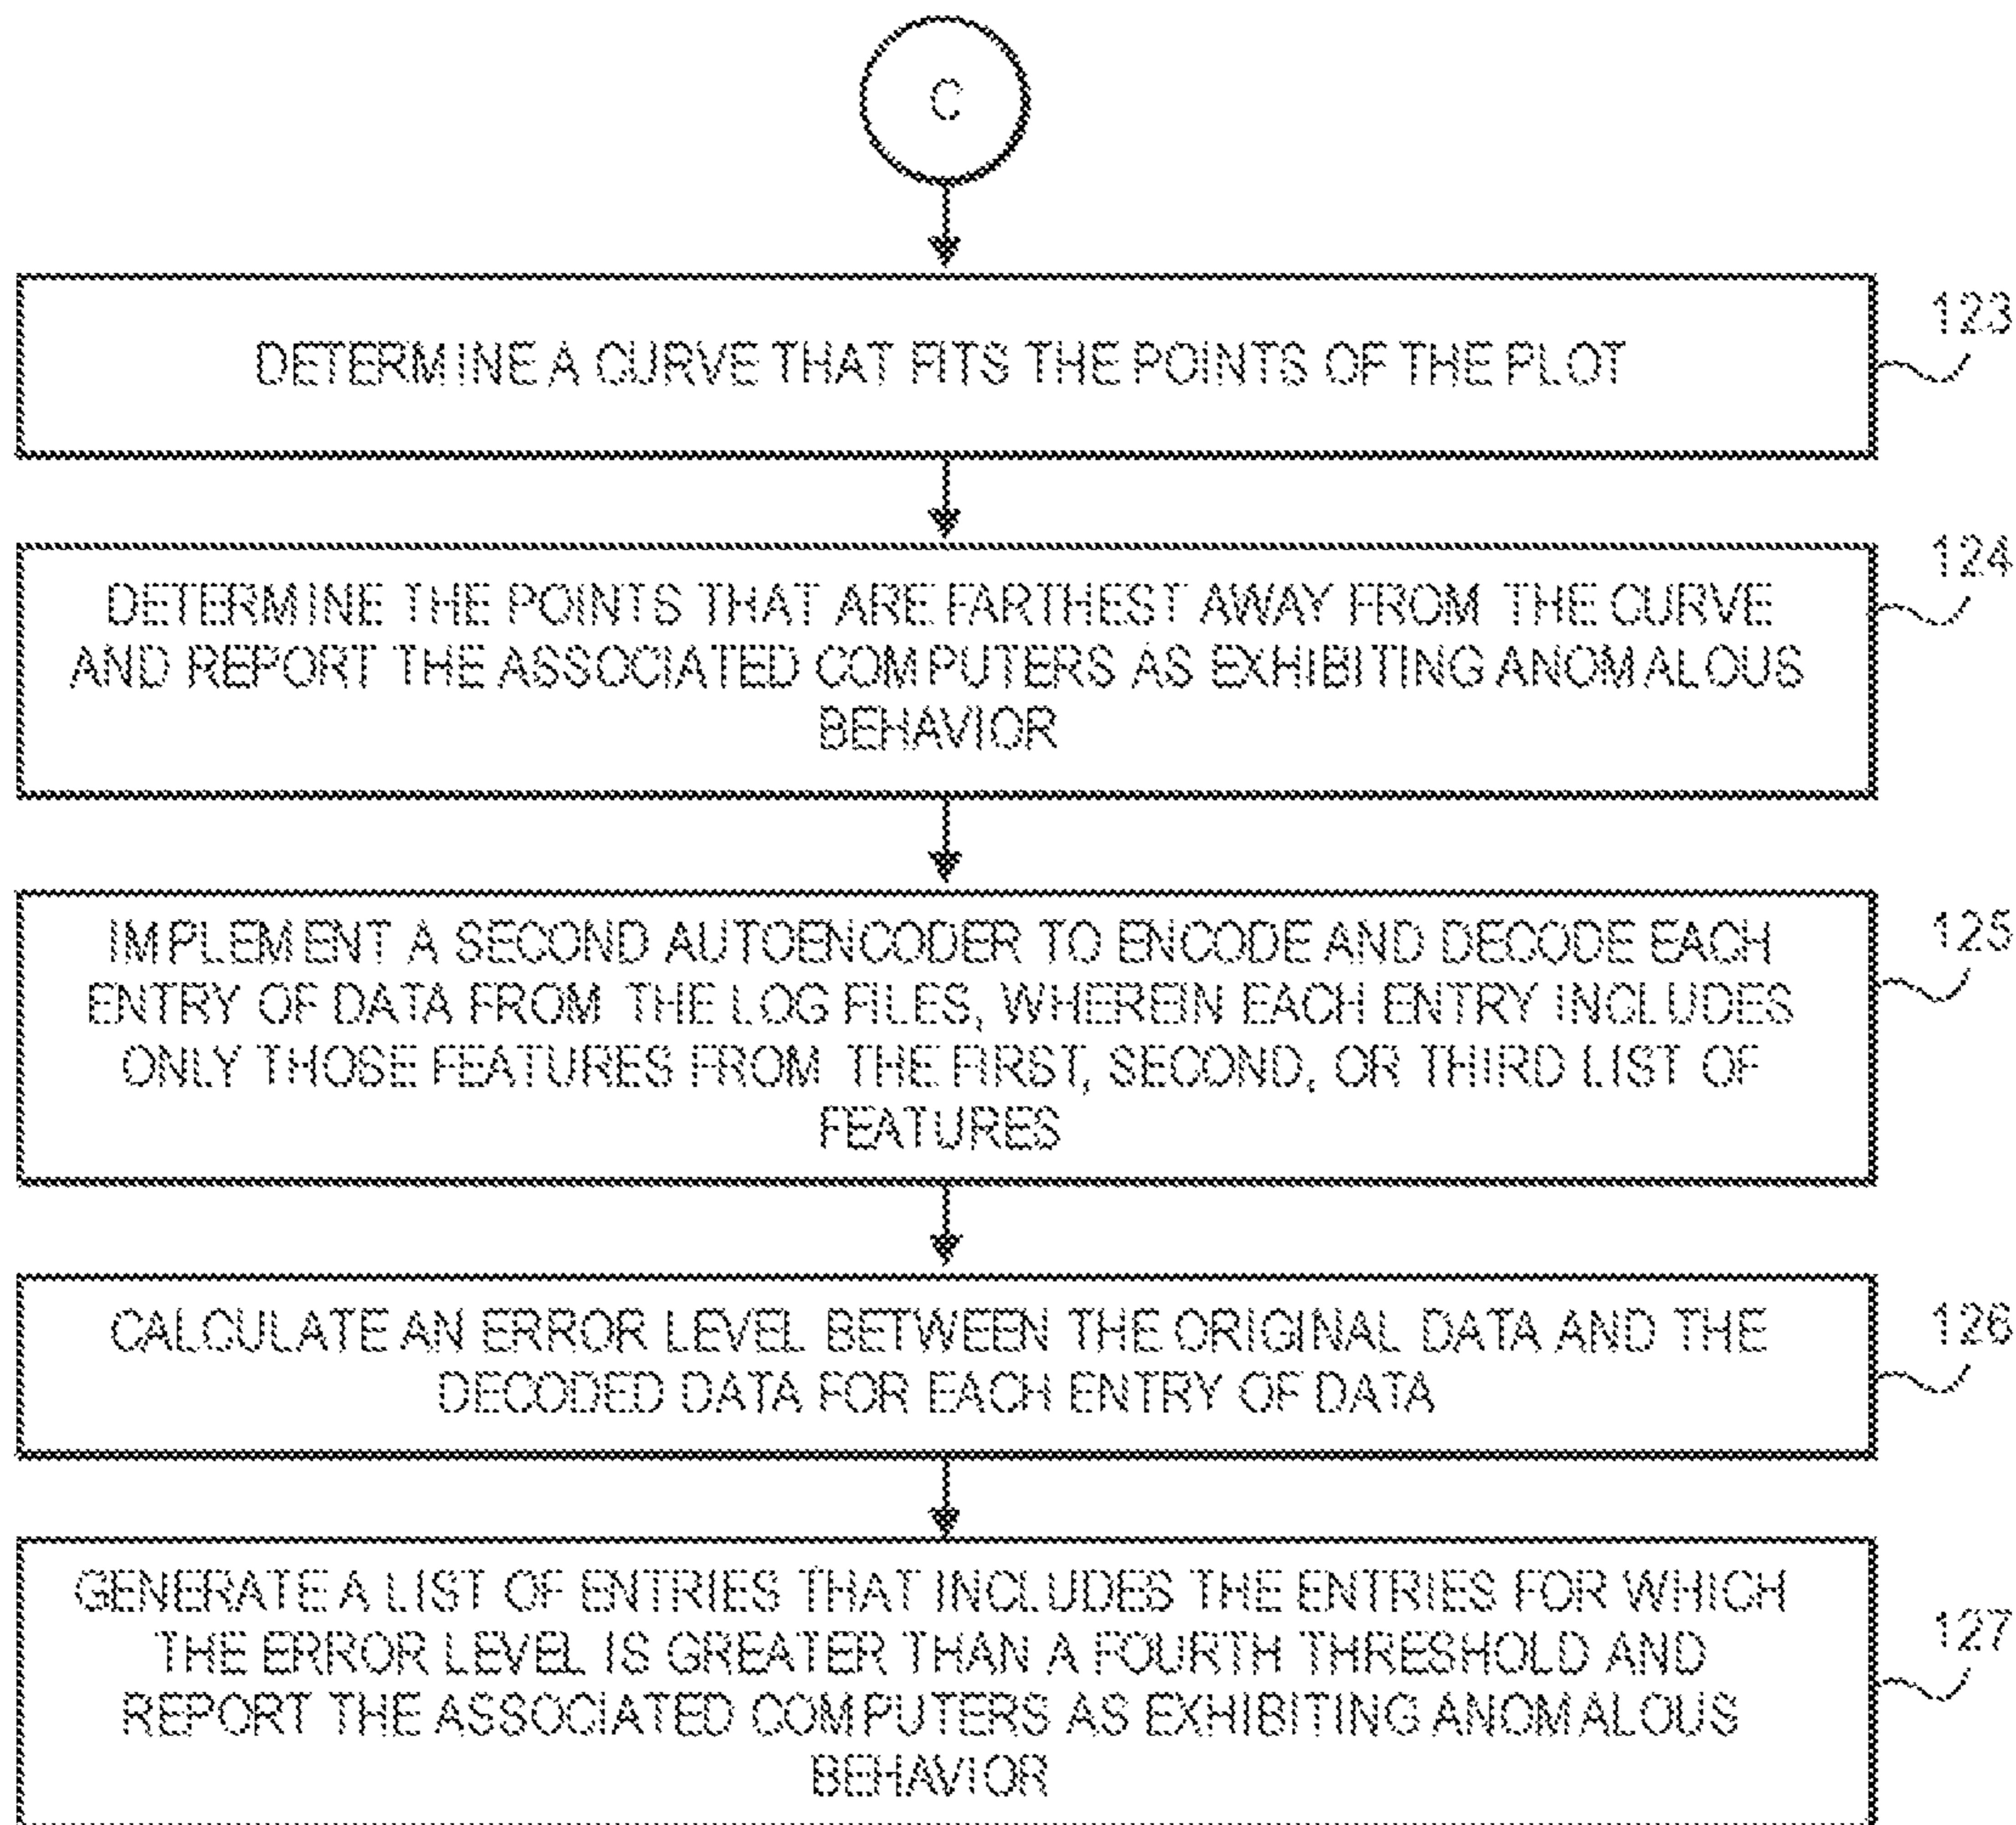 C
DETERMINE A CURVE THAT FITS THE POINTS OF THE PLOT
123
DETERMINE THE POINTS THAT ARE FARTHEST AWAY FROM THE CURVE
AND REPORT THE ASSOCIATED COMPUTERS AS EXHIBITING ANOMALOUS
BEHAVIOR
124
IMPLEMENT A SECOND AUTOENCODER TO ENCODE AND DECODE EACH
ENTRY OF DATA FROM THE LOG FILES, WHEREIN EACH ENTRY INCLUDES
ONLY THOSE FEATURES FROM THE FIRST, SECOND, OR THIRD LIST OF
FEATURES
125
CALCULATE AN ERROR LEVEL BETWEEN THE ORIGINAL DATA AND THE
DECODED DATA FOR EACH ENTRY OF DATA
126
GENERATE A LIST OF ENTRIES THAT INCLUDES THE ENTRIES FOR WHICH
THE ERROR LEVEL IS GREATER THAN A FOURTH THRESHOLD AND
REPORT THE ASSOCIATED COMPUTERS AS EXHIBITING ANOMALOUS
BEHAVIOR
127